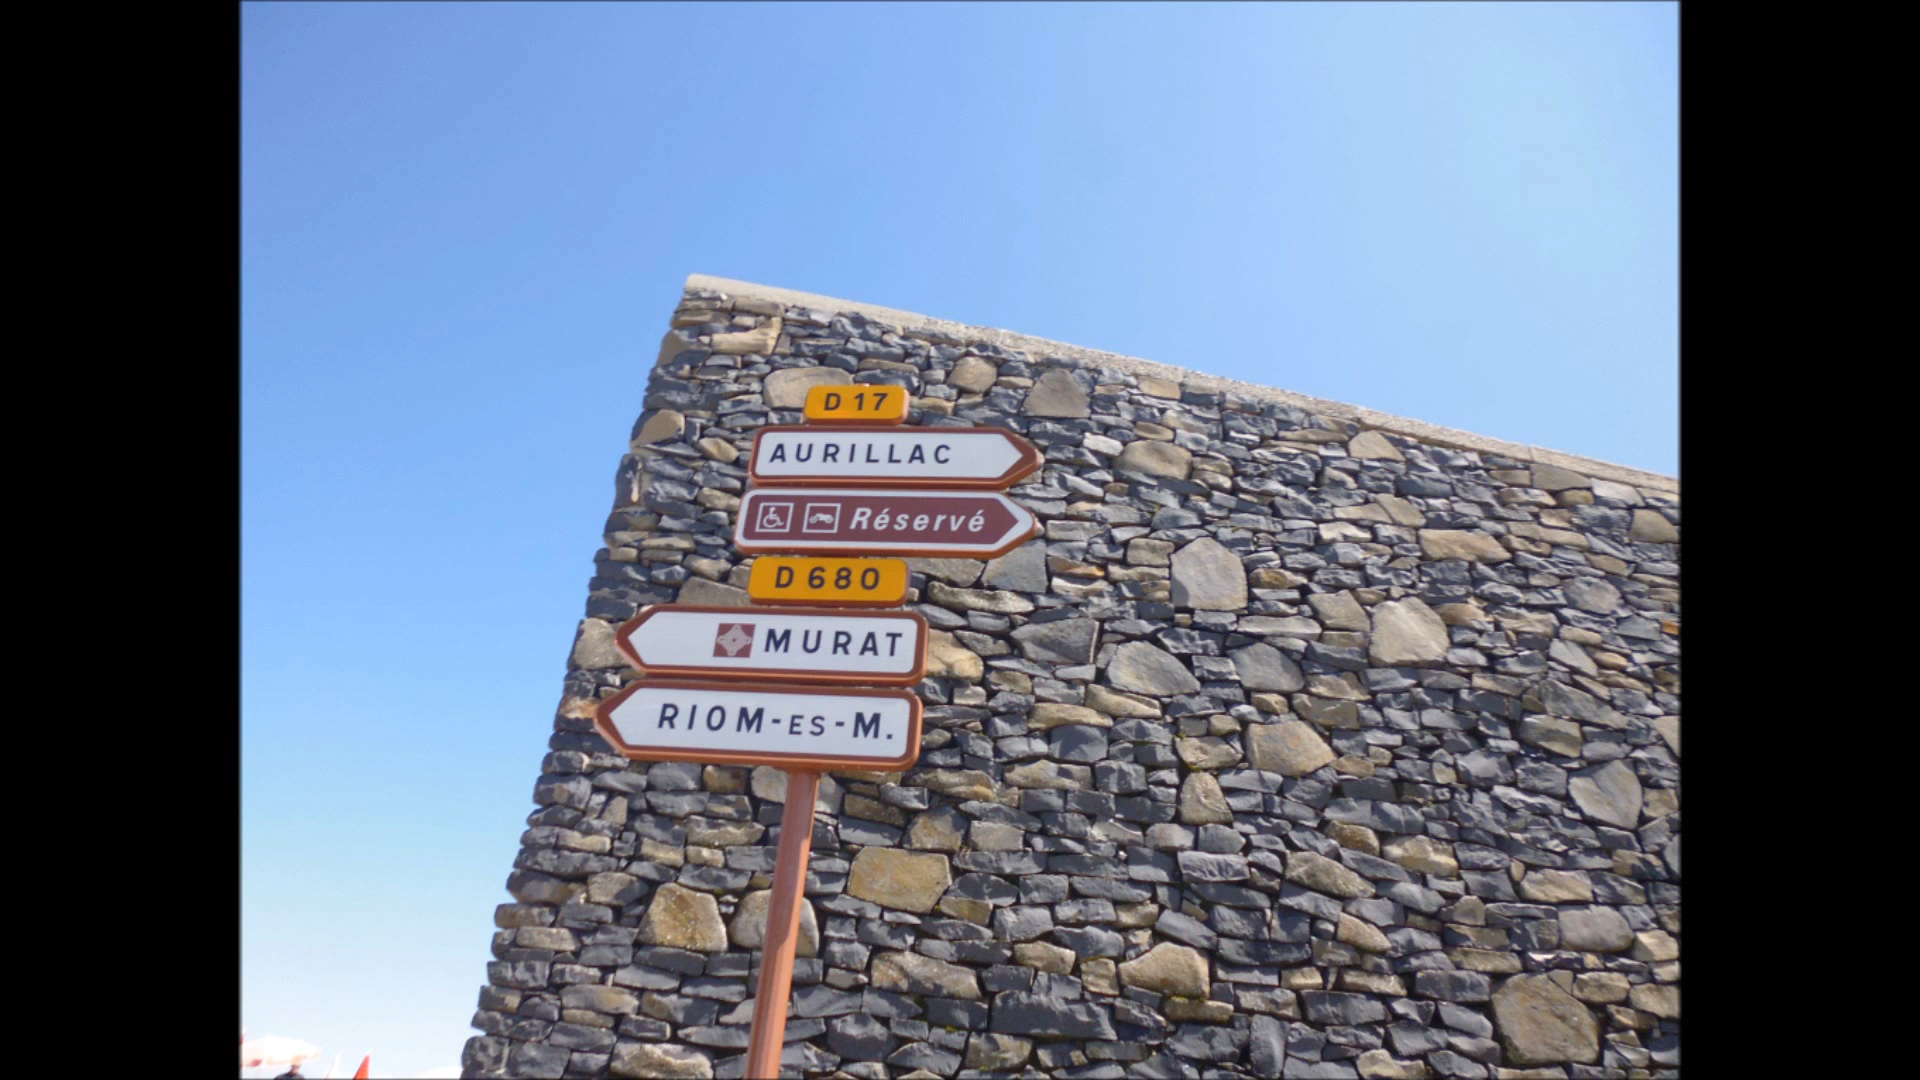 D 17
AURILLAC
Réservé
D 680
MURAT
RIOM-ES-M.